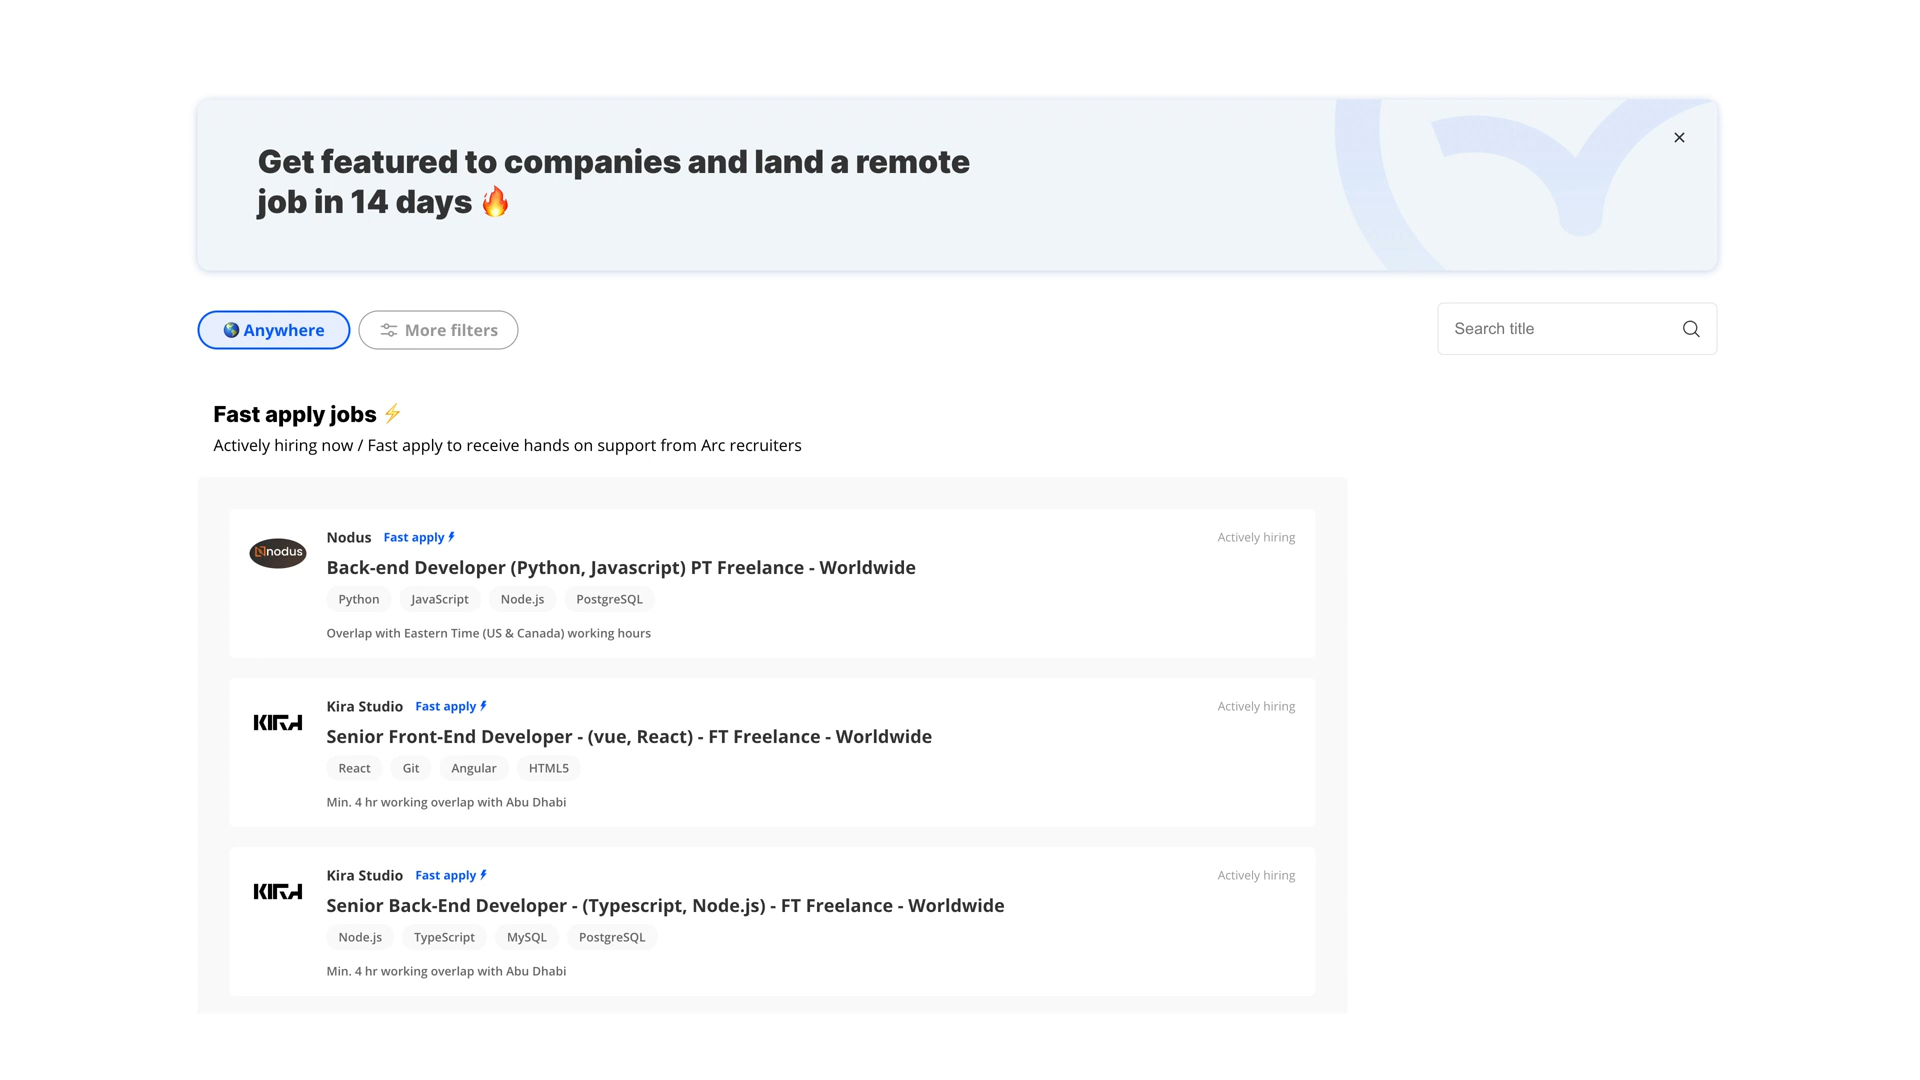 Get featured to companies and land a remote
job in 14 days 🔥
Anywhere
More filters
Search title
Fast apply jobs ⚡
Actively hiring now / Fast apply to receive hands on support from Arc recruiters
nodus
Nodus Fast apply Actively hiring
Back-end Developer (Python, Javascript) PT Freelance - Worldwide
Python JavaScript Node.js PostgreSQL
Overlap with Eastern Time (US & Canada) working hours
KIRA
Kira Studio Fast apply Actively hiring
Senior Front-End Developer - (vue, React) - FT Freelance - Worldwide
React Git Angular HTML5
Min. 4 hr working overlap with Abu Dhabi
KIRA
Kira Studio Fast apply Actively hiring
Senior Back-End Developer - (Typescript, Node.js) - FT Freelance - Worldwide
Node.js TypeScript MySQL PostgreSQL
Min. 4 hr working overlap with Abu Dhabi